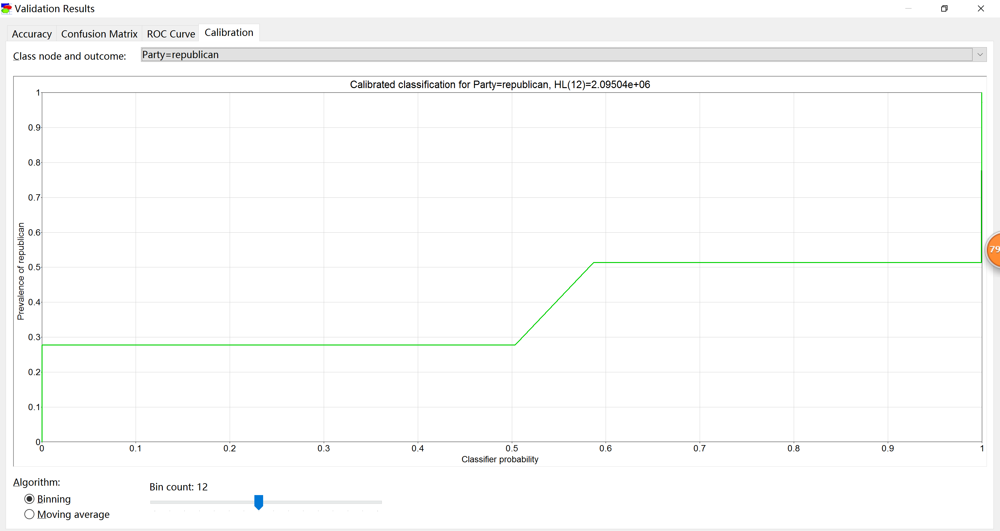 Validation Results
Accuracy
Confusion Matrix
ROC Curve
Calibration
Class node and outcome:
Party=republican
Calibrated classification for Party=republican, HL(12)=2.09504e+06
Prevalence of republican
1
0.9
0.8
0.7
0.6
0.5
0.4
0.3
0.2
0.1
0
0
0.1
0.2
0.3
0.4
0.5
0.6
0.7
0.8
0.9
1
Classifier probability
79
Algorithm:
Binning
Moving average
Bin count: 12